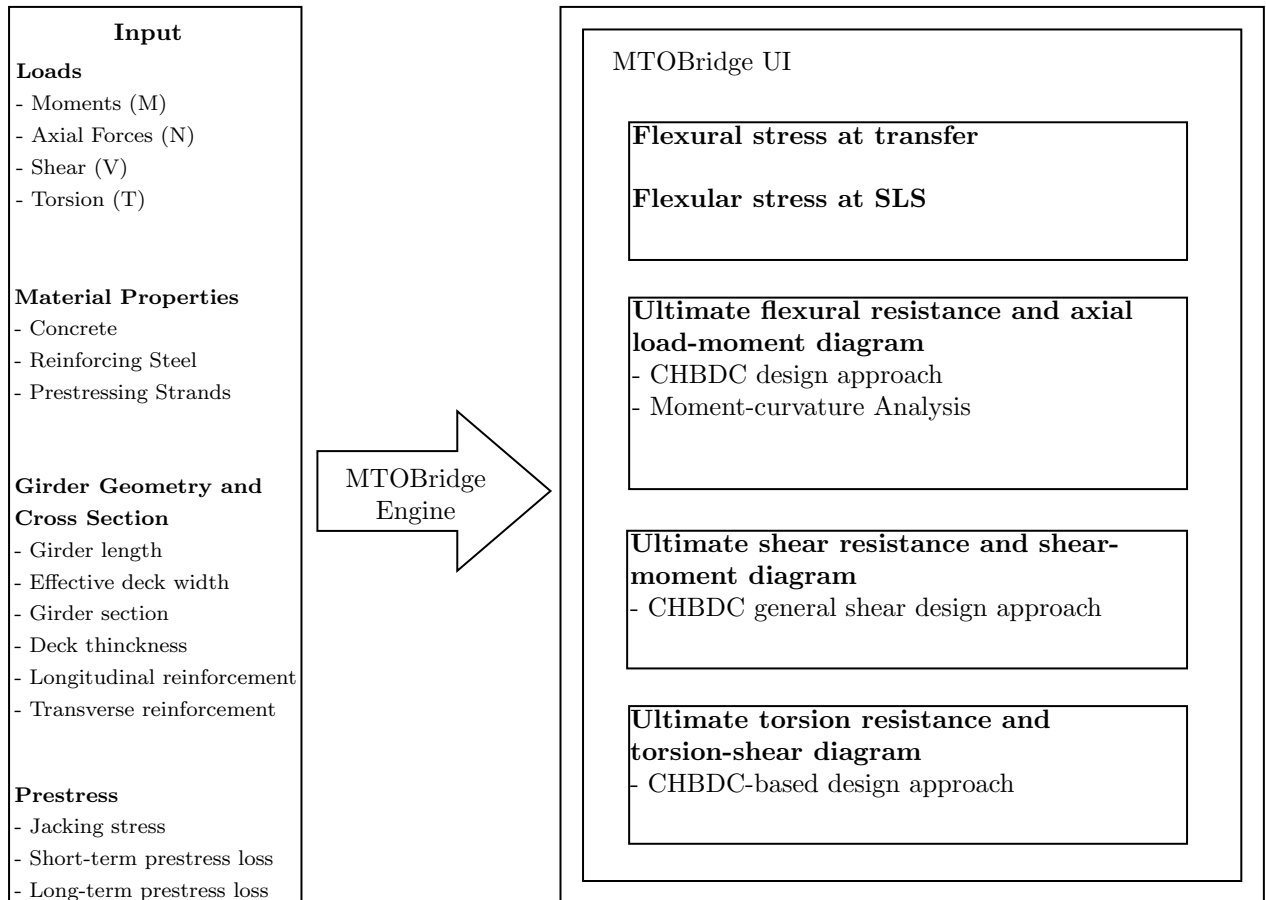 Input
Loads
- Moments (M)
- Axial Forces (N)
- Shear (V)
- Torsion (T)
Material Properties
- Concrete
- Reinforcing Steel
- Prestressing Strands
Girder Geometry and
Cross Section
- Girder length
- Effective deck width
- Girder section
- Deck thinckness
- Longitudinal reinforcement
- Transverse reinforcement
Prestress
- Jacking stress
- Short-term prestress loss
- Long-term prestress loss
MTOBridge
Engine
MTOBridge UI
Flexural stress at transfer
Flexular stress at SLS
Ultimate flexural resistance and axial
load-moment diagram
- CHBDC design approach
- Moment-curvature Analysis
Ultimate shear resistance and shear-
moment diagram
- CHBDC general shear design approach
Ultimate torsion resistance and
torsion-shear diagram
- CHBDC-based design approach